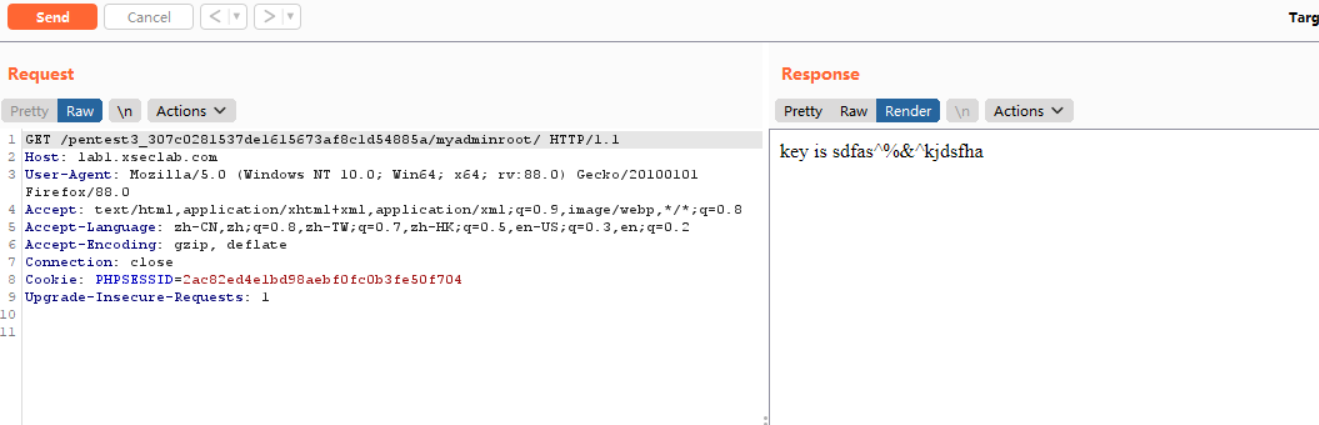 Send Cancel < | ▾ > | ▾ Targ
Request
Pretty Raw \n Actions
1 GET /pentest3_307c0281537de1615673af8c1d54885a/myadminroot/ HTTP/1.1
2 Host: lab1.xseclab.com
3 User-Agent: Mozilla/5.0 (Windows NT 10.0; Win64; x64; rv:88.0) Gecko/20100101
Firefox/88.0
4 Accept: text/html,application/xhtml+xml,application/xml;q=0.9,image/webp,*/*;q=0.8
5 Accept-Language: zh-CN,zh;q=0.8,zh-TW;q=0.7,zh-HK;q=0.5,en-US;q=0.3,en;q=0.2
6 Accept-Encoding: gzip, deflate
7 Connection: close
8 Cookie: PHPSESSID=2ac82ed4e1bd98aebf0fc0b3fe50f704
9 Upgrade-Insecure-Requests: 1
10
11
Response
Pretty Raw Render \n Actions
key is sdfas^%&^kjdsfha